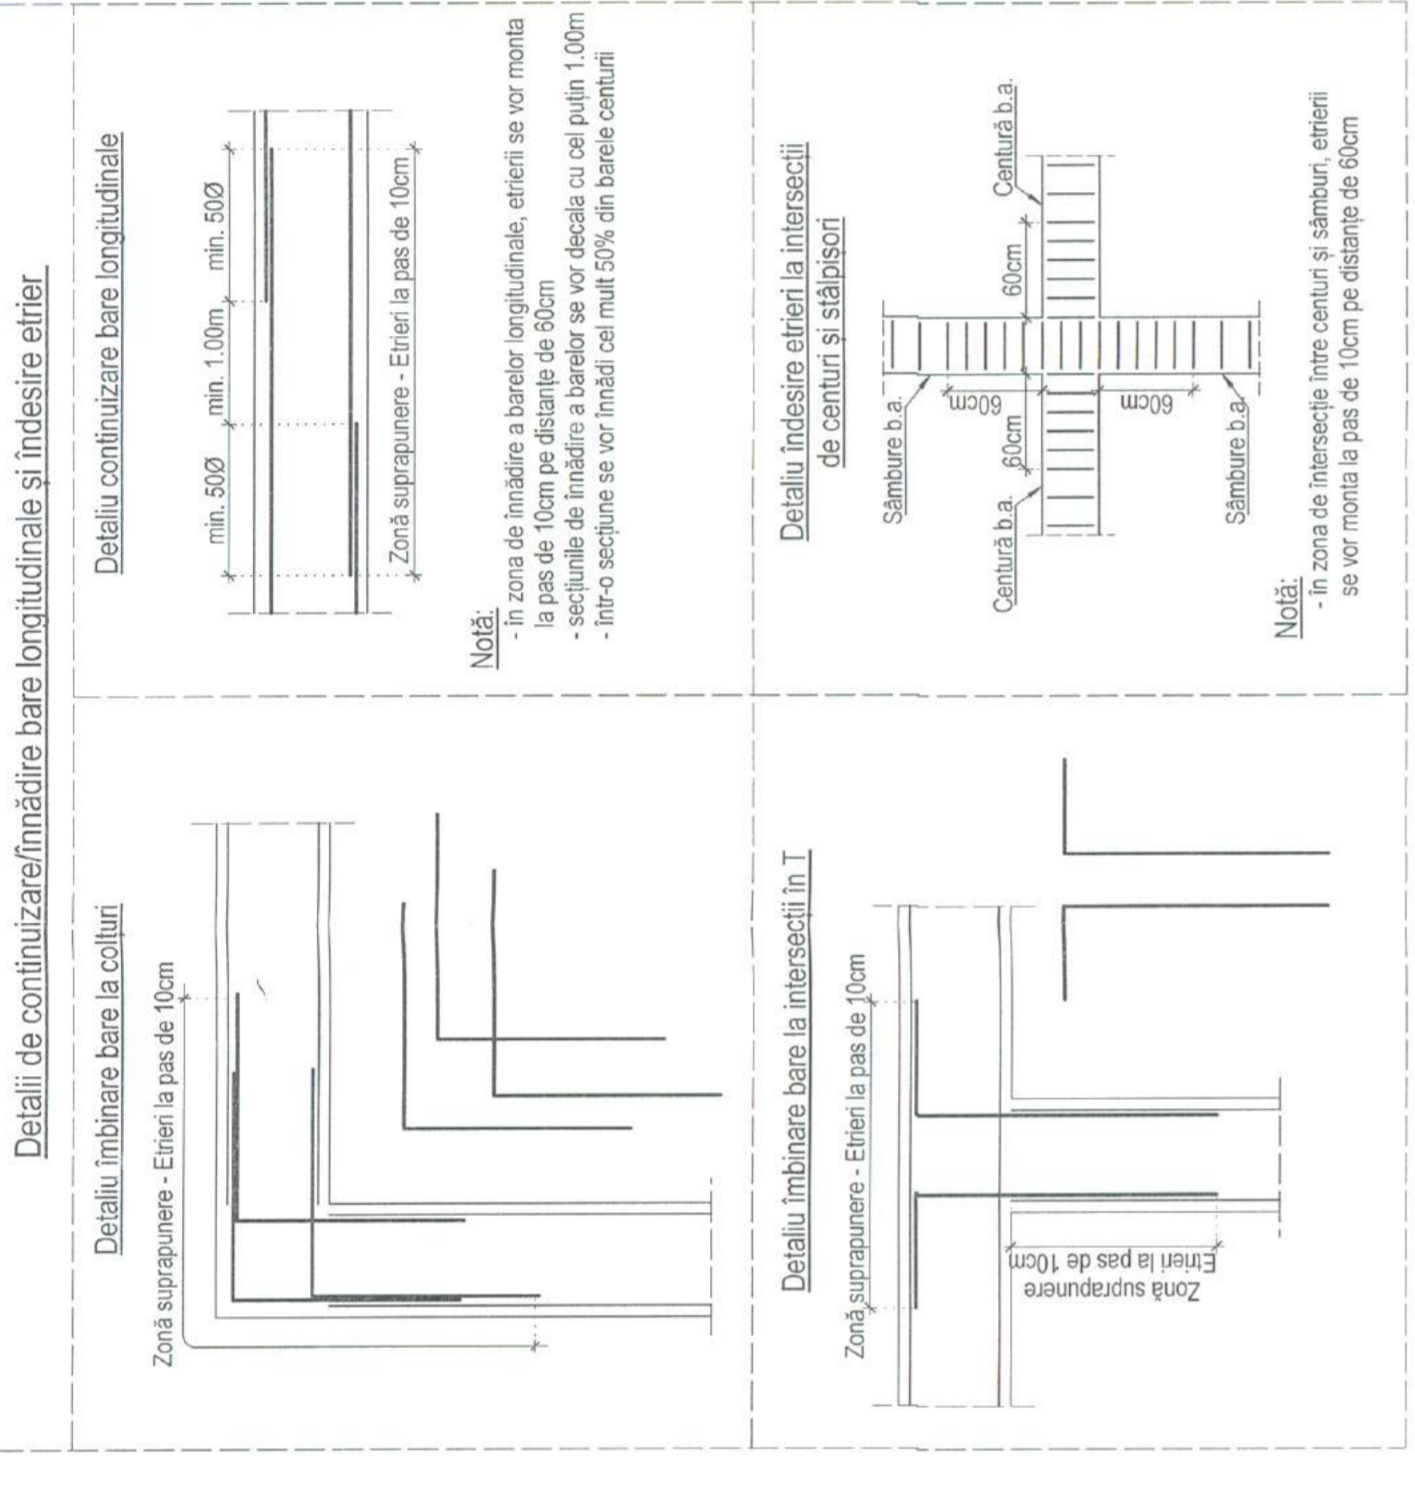 Detalii de continuizare/înnădire bare longitudinale și îndesire etrier
Detaliu îmbinare bare la colțuri
Zonă suprapunere - Etrieri la pas de 10cm
Detaliu continuizare bare longitudinale
min. 50Ø
min. 1.00m
min. 50Ø
Zonă suprapunere - Etrieri la pas de 10cm
Notă:
- în zona de înnădire a barelor longitudinale, etrierii se vor monta
la pas de 10cm pe distanțe de 60cm
- secțiunile de înnădire a barelor se vor decala cu cel puțin 1.00m
- într-o secțiune se vor înnădi cel mult 50% din barele centurii
Detaliu îmbinare bare la intersecții în T
Zonă suprapunere - Etrieri la pas de 10cm
Zonă suprapunere
Etrieri la pas de 10cm
Detaliu îndesire etrieri la intersecții
de centuri și stâlpișori
Sâmbure b.a.
Centură b.a.
60cm
60cm
60cm
60cm
Centură b.a.
Sâmbure b.a.
Notă:
- în zona de intersecție între centuri și sâmburi, etrierii
se vor monta la pas de 10cm pe distanțe de 60cm